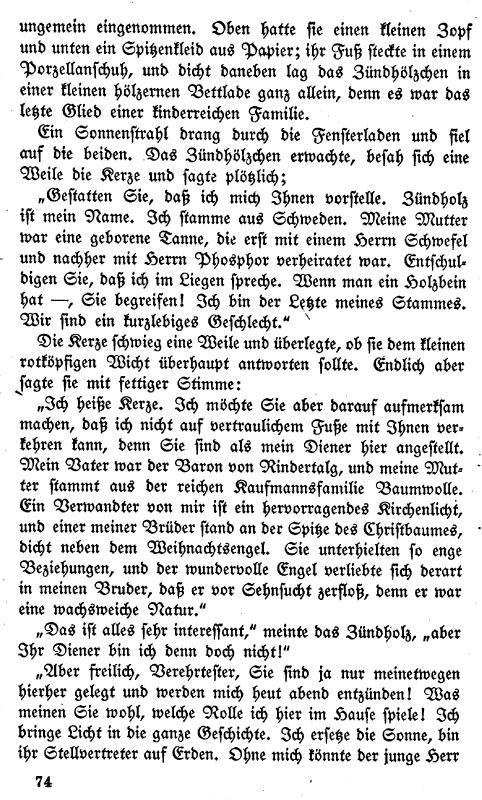 ungemein eingenommen. Oben hatte sie einen kleinen Zopf
und unten ein Spitzenkleid aus Papier; ihr Fuß steckte in einem
Porzellanschuh, und dicht daneben lag das Zündhölzchen in
einer kleinen hölzernen Bettlade ganz allein, denn es war das
letzte Glied einer kinderreichen Familie.
Ein Sonnenstrahl drang durch die Fensterladen und fiel
auf die beiden. Das Zündhölzchen erwachte, besah sich eine
Weile die Kerze und sagte plötzlich;
„Gestatten Sie, daß ich mich Ihnen vorstelle. Zündholz
ist mein Name. Ich stamme aus Schweden. Meine Mutter
war eine geborene Tanne, die erst mit einem Herrn Schwefel
und nachher mit Herrn Phosphor verheiratet war. Entschul-
digen Sie, daß ich im Liegen spreche. Wenn man ein Holzbein
hat —, Sie begreifen! Ich bin der Letzte meines Stammes.
Wir sind ein kurzlebiges Geschlecht.“
Die Kerze schwieg eine Weile und überlegte, ob sie dem kleinen
rotköpfigen Wicht überhaupt antworten sollte. Endlich aber
sagte sie mit fettiger Stimme:
„Ich heiße Kerze. Ich möchte Sie aber darauf aufmerksam
machen, daß ich nicht auf vertraulichem Fuße mit Ihnen ver-
kehren kann, denn Sie sind als mein Diener hier angestellt.
Mein Vater war der Baron von Rindertalg, und meine Mut-
ter stammt aus der reichen Kaufmannsfamilie Baumwolle.
Ein Verwandter von mir ist ein hervorragendes Kirchenlicht,
und einer meiner Brüder stand an der Spitze des Christbaumes,
dicht neben dem Weihnachtsengel. Sie unterhielten so enge
Beziehungen, und der wundervolle Engel verliebte sich derart
in meinen Bruder, daß er vor Sehnsucht zerfloß, denn er war
eine wachsweiche Natur.“
„Das ist alles sehr interessant,“ meinte das Zündholz, „aber
Ihr Diener bin ich denn doch nicht!“
„Aber freilich, Verehrtester, Sie sind ja nur meinetwegen
hierher gelegt und werden mich heut abend entzünden! Was
meinen Sie wohl, welche Rolle ich hier im Hause spiele! Ich
bringe Licht in die ganze Geschichte. Ich ersetze die Sonne, bin
ihr Stellvertreter auf Erden. Ohne mich könnte der junge Herr
74